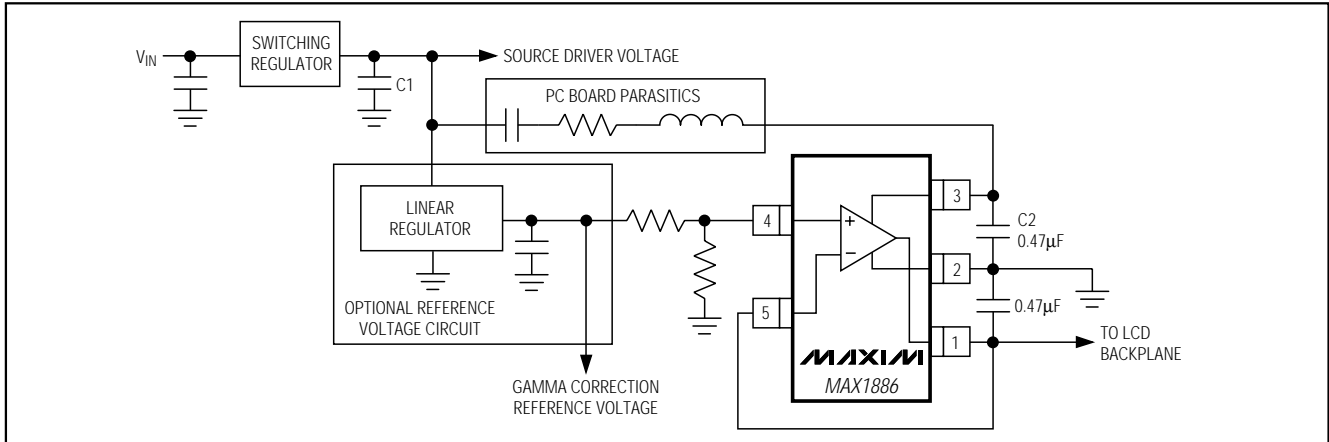 VIN
SWITCHING
REGULATOR
C1
SOURCE DRIVER VOLTAGE
PC BOARD PARASITICS
LINEAR
REGULATOR
OPTIONAL REFERENCE
VOLTAGE CIRCUIT
GAMMA CORRECTION
REFERENCE VOLTAGE
4
5
+
−
3
2
1
C2
0.47µF
0.47µF
MAXIM
MAX1886
TO LCD
BACKPLANE